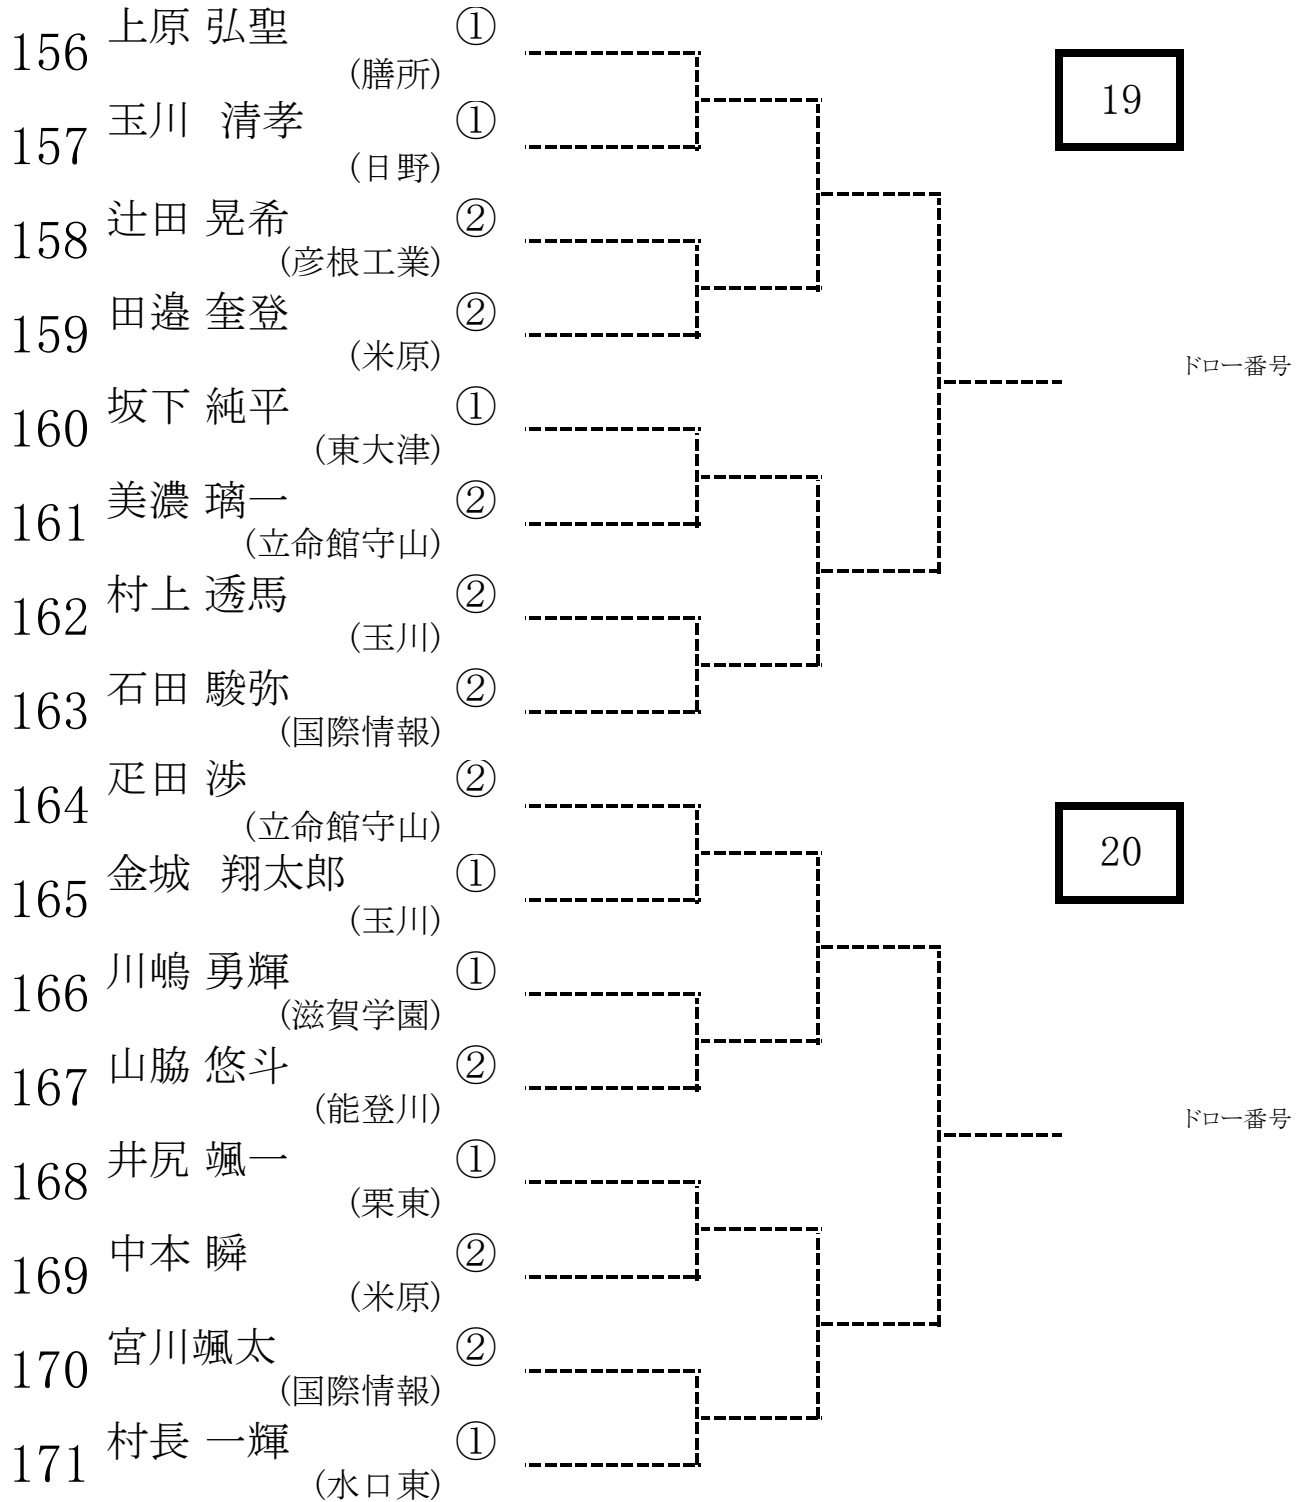 156 上原 弘聖 ①
(膳所)
19
157 玉川 清孝 ①
(日野)
158 辻田 晃希 ②
(彦根工業)
159 田邉 奎登 ②
(米原)
ドロー番号
160 坂下 純平 ①
(東大津)
161 美濃 璃一 ②
(立命館守山)
162 村上 透馬 ②
(玉川)
163 石田 駿弥 ②
(国際情報)
164 疋田 渉 ②
(立命館守山)
20
165 金城 翔太郎 ①
(玉川)
166 川嶋 勇輝 ①
(滋賀学園)
167 山脇 悠斗 ②
(能登川)
ドロー番号
168 井尻 颯一 ①
(栗東)
169 中本 瞬 ②
(米原)
170 宮川颯太 ②
(国際情報)
171 村長 一輝 ①
(水口東)